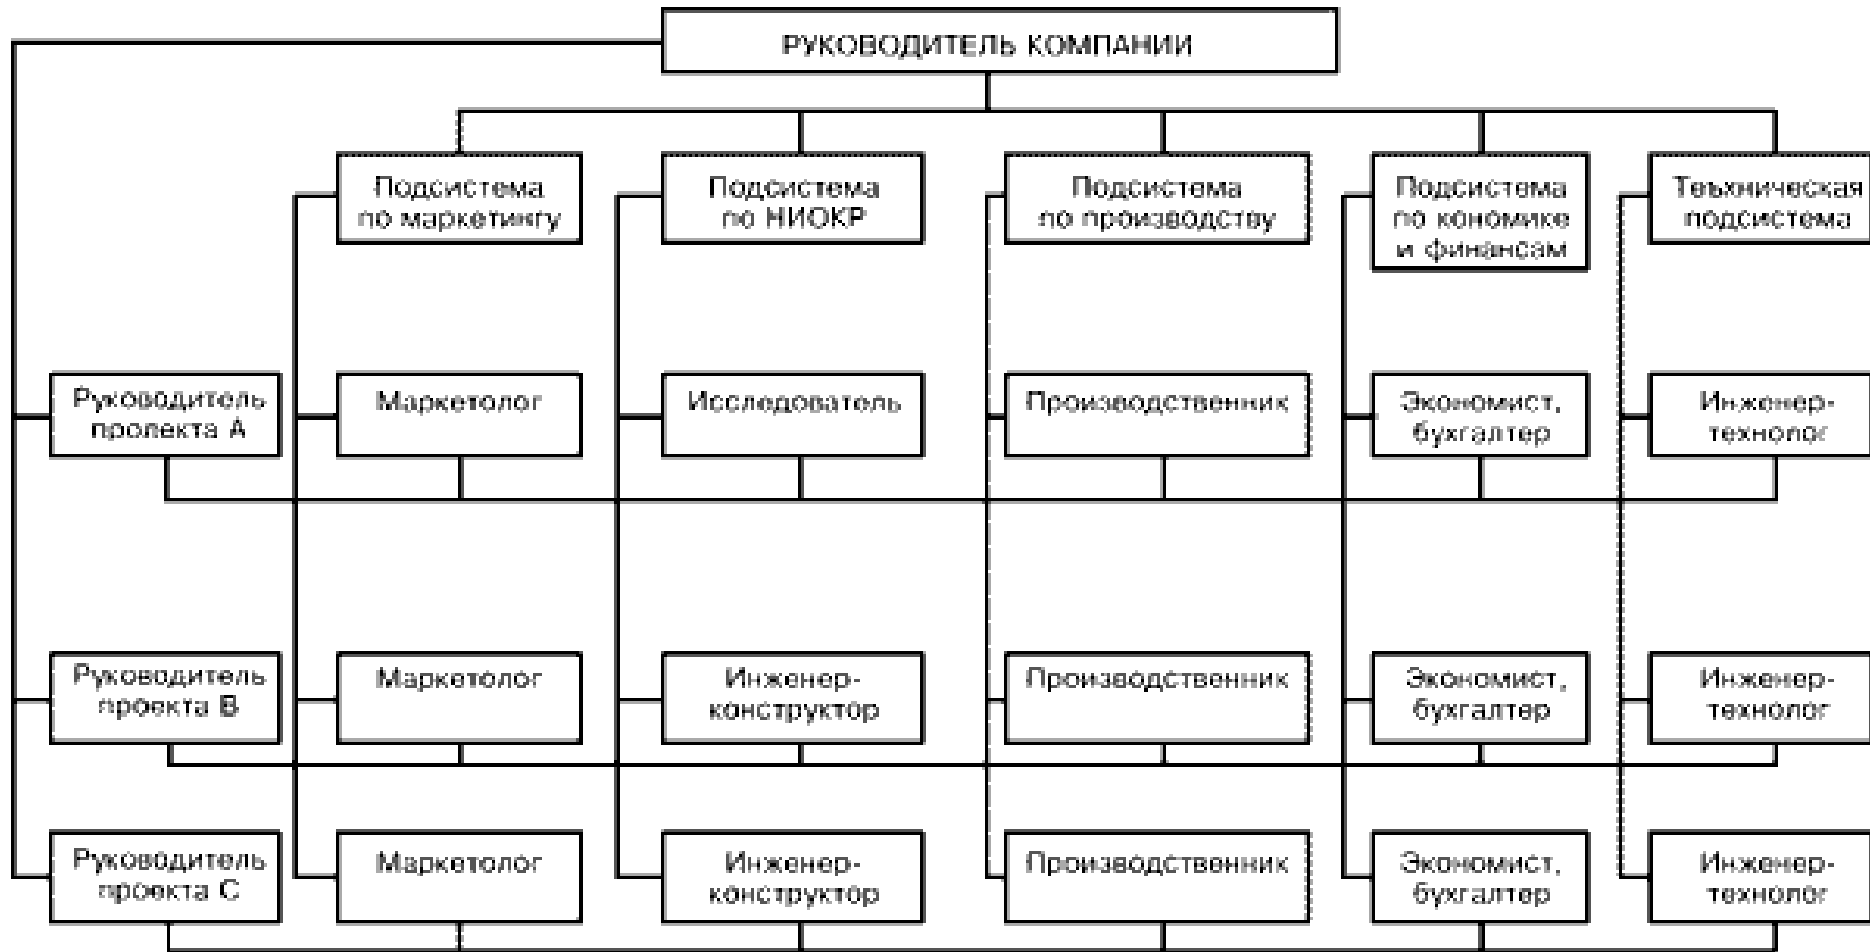 РУКОВОДИТЕЛЬ КОМПАНИИ
Подсистема
по маркетингу
Подсистема
по НИОКР
Подсистема
по производству
Подсистема
по кономике
и финансам
Теъхническая
подсистема
Руководитель
пролекта А
Маркетолог
Исследователь
Производственник
Экономист,
бухгалтер
Инженер-
технолог
Руководитель
проекта В
Маркетолог
Инженер-
конструктор
Производственник
Экономист,
бухгалтер
Инженер-
технолог
Руководитель
проекта С
Маркетолог
Инженер-
конструктор
Производственник
Экономист,
бухгалтер
Инженер-
технолог